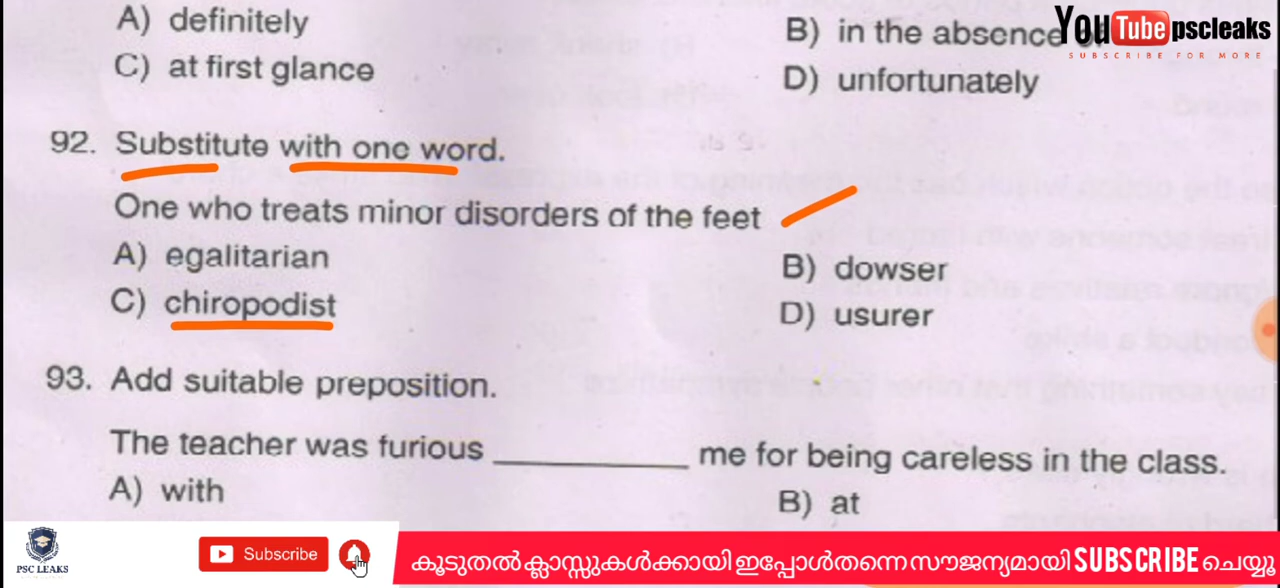 A) definitely
B) in the absence of
C) at first glance
D) unfortunately
YouTube pscleaks
SUBSCRIBE FOR MORE
92. Substitute with one word.
One who treats minor disorders of the feet
A) egalitarian
B) dowser
C) chiropodist
D) usurer
93. Add suitable preposition.
The teacher was furious ________ me for being careless in the class.
A) with
B) at
PSC LEAKS
Subscribe
കൂടുതൽ ക്ലാസ്സുകൾക്കായി ഇപ്പോൾതന്നെ സൗജന്യമായി SUBSCRIBE ചെയ്യൂ